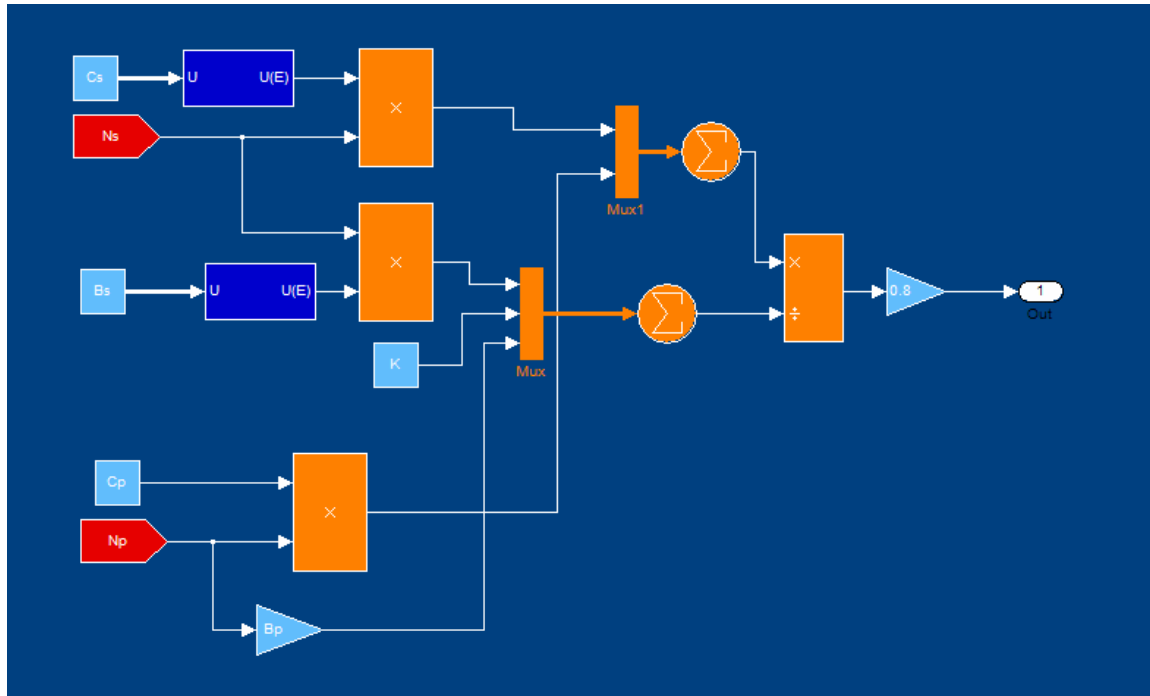 Cs
U U(E)
×
Ns
Mux1
Σ
×
Bs
U U(E)
Mux
Σ
×
÷
0.8
1
Out
K
Cp
×
Np
Bp